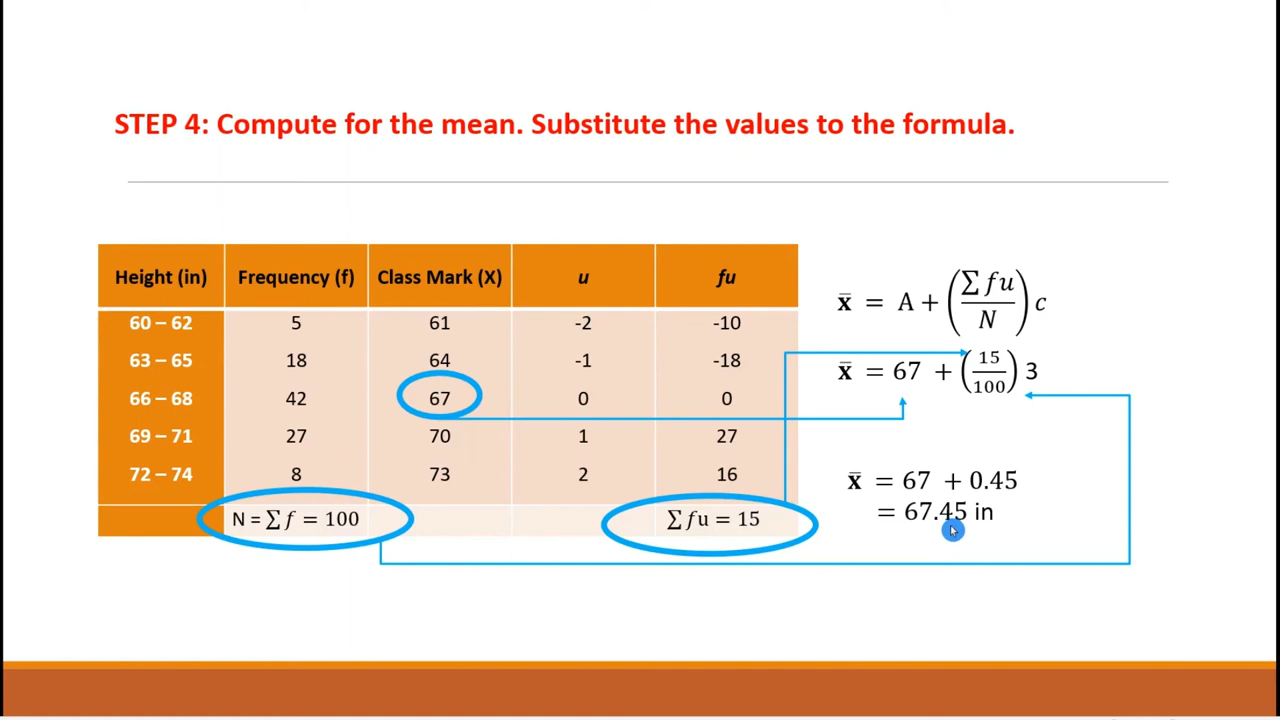 STEP 4: Compute for the mean. Substitute the values to the formula.
Height (in) Frequency (f) Class Mark (X) u fu
60 – 62 5 61 -2 -10
63 – 65 18 64 -1 -18
66 – 68 42 67 0 0
69 – 71 27 70 1 27
72 – 74 8 73 2 16
N = ∑ f = 100 ∑ fu = 15
x̄ = A + (∑ fu / N) c
x̄ = 67 + (15/100) 3
x̄ = 67 + 0.45
= 67.45 in